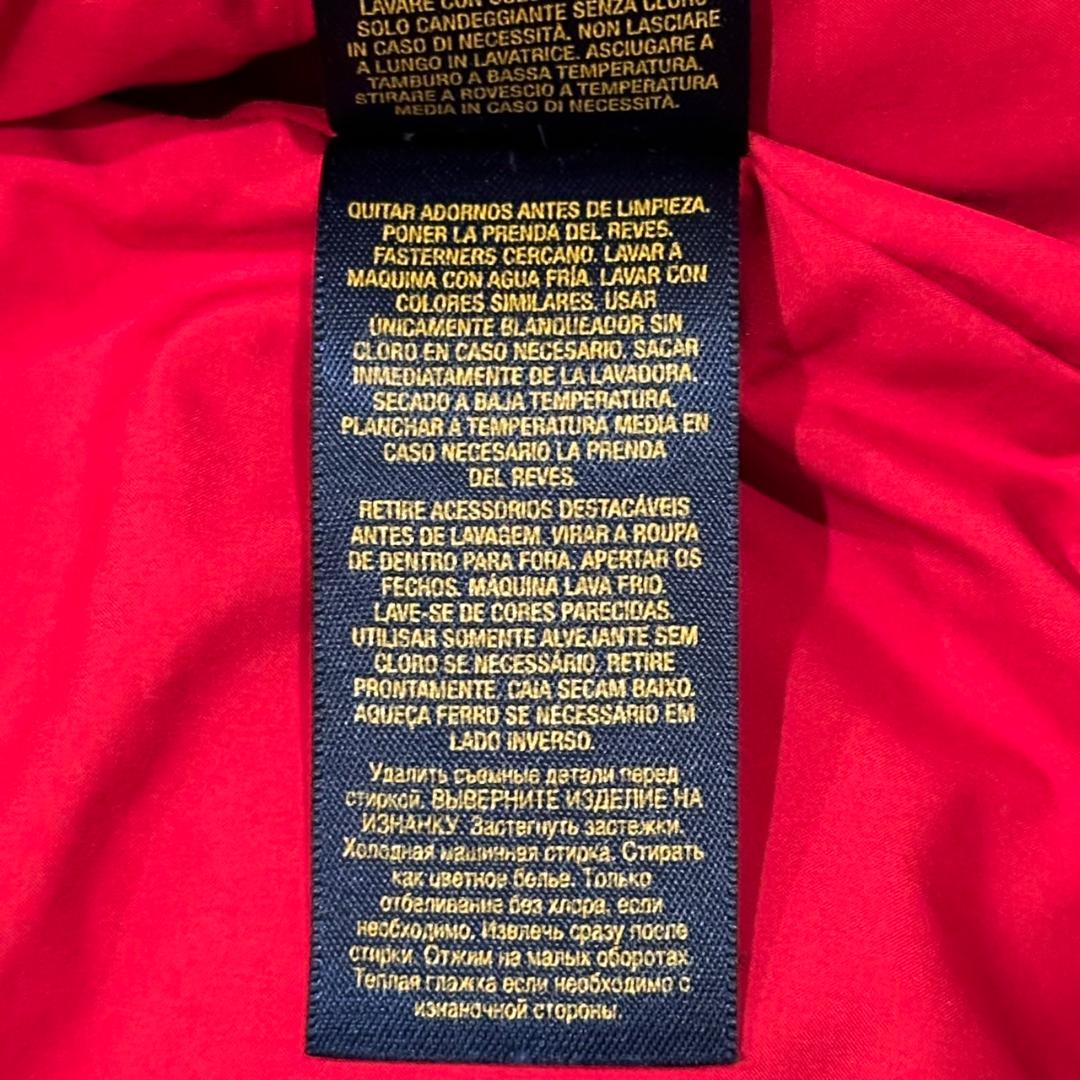 LAVARE CON
SOLO CANDEGGIANTE SENZA CLORO
IN CASO DI NECESSITÀ. NON LASCIARE
A LUNGO IN LAVATRICE. ASCIUGARE A
TAMBURO A BASSA TEMPERATURA.
STIRARE A ROVESCIO A TEMPERATURA
MEDIA IN CASO DI NECESSITÀ.
QUITAR ADORNOS ANTES DE LIMPIEZA.
PONER LA PRENDA DEL REVES.
FASTERNERS CERCANO. LAVAR A
MAQUINA CON AGUA FRÍA. LAVAR CON
COLORES SIMILARES. USAR
UNICAMENTE BLANQUEADOR SIN
CLORO EN CASO NECESARIO. SACAR
INMEDIATAMENTE DE LA LAVADORA.
SECADO A BAJA TEMPERATURA.
PLANCHAR A TEMPERATURA MEDIA EN
CASO NECESARIO LA PRENDA
DEL REVES.
RETIRE ACESSÓRIOS DESTACÁVEIS
ANTES DE LAVAGEM. VIRAR A ROUPA
DE DENTRO PARA FORA. APERTAR OS
FECHOS. MÁQUINA LAVA FRIO.
LAVE-SE DE CORES PARECIDAS.
UTILISAR SOMENTE ALVEJANTE SEM
CLORO SE NECESSÁRIO. RETIRE
PRONTAMENTE. CAIA SECAM BAIXO.
AQUEÇA FERRO SE NECESSARIO EM
LADO INVERSO.
Удалить съемные детали перед
стиркой. ВЫВЕРНИТЕ ИЗДЕЛИЕ НА
ИЗНАНКУ. Застегнуть застежки.
Холодная машинная стирка. Стирать
как цветное белье. Только
отбеливание без хлора, если
необходимо. Извлечь сразу после
стирки. Отжим на малых оборотах.
Теплая глажка если необходимо с
изнаночной стороны.